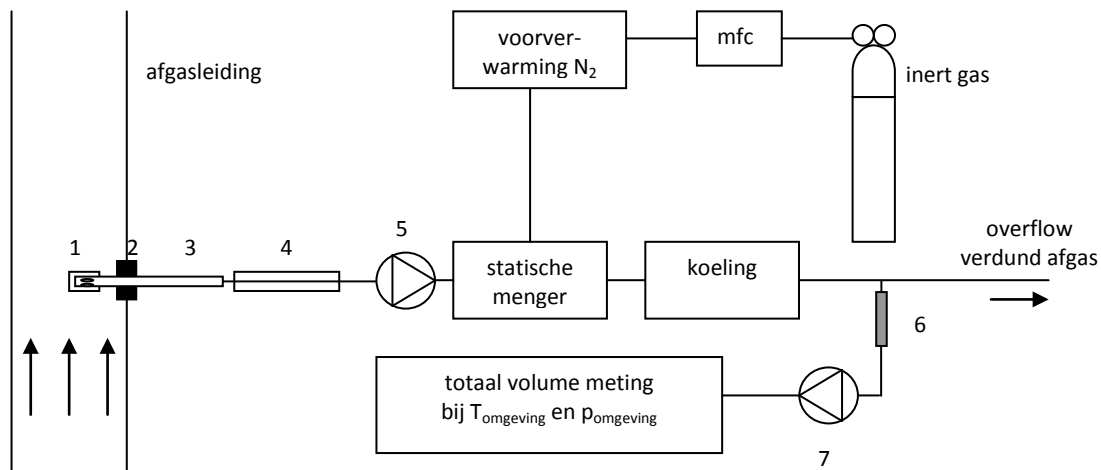 voorver-
warming N₂
mfc
afgasleiding
inert gas
1
2
3
4
5
statische
menger
koeling
overflow
verdund afgas
6
totaal volume meting
bij Tomgeving en pomgeving
7